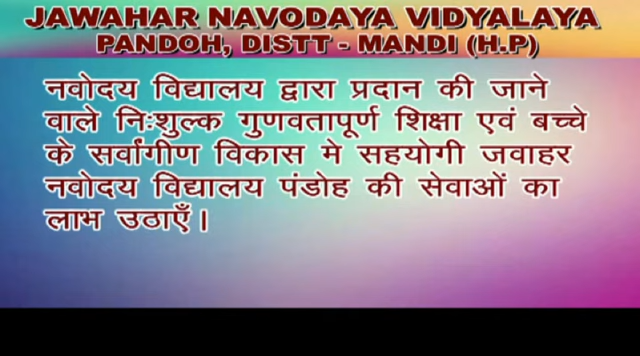 JAWAHAR NAVODAYA VIDYALAYA
PANDOH, DISTT - MANDI (H.P)
नवोदय विद्यालय द्वारा प्रदान की जाने
वाले निःशुल्क गुणवतापूर्ण शिक्षा एवं बच्चे
के सर्वांगीण विकास मे सहयोगी जवाहर
नवोदय विद्यालय पंडोह की सेवाओं का
लाभ उठाएँ।